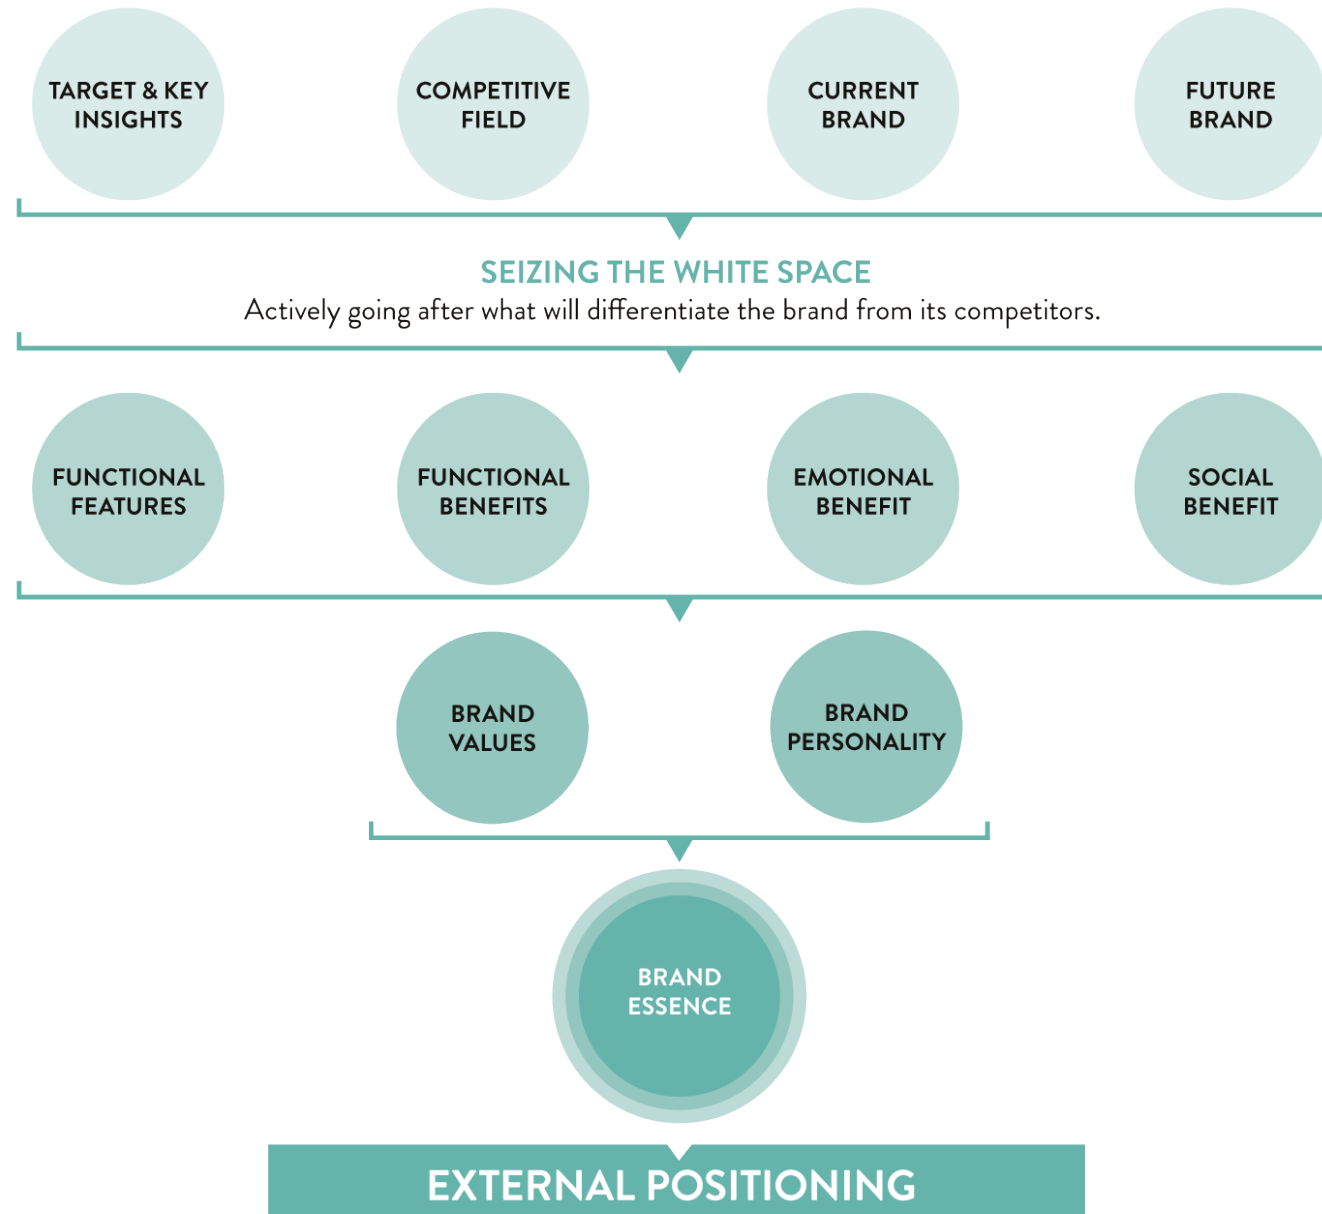 TARGET & KEY
INSIGHTS
COMPETITIVE
FIELD
CURRENT
BRAND
FUTURE
BRAND
SEIZING THE WHITE SPACE
Actively going after what will differentiate the brand from its competitors.
FUNCTIONAL
FEATURES
FUNCTIONAL
BENEFITS
EMOTIONAL
BENEFIT
SOCIAL
BENEFIT
BRAND
VALUES
BRAND
PERSONALITY
BRAND
ESSENCE
EXTERNAL POSITIONING